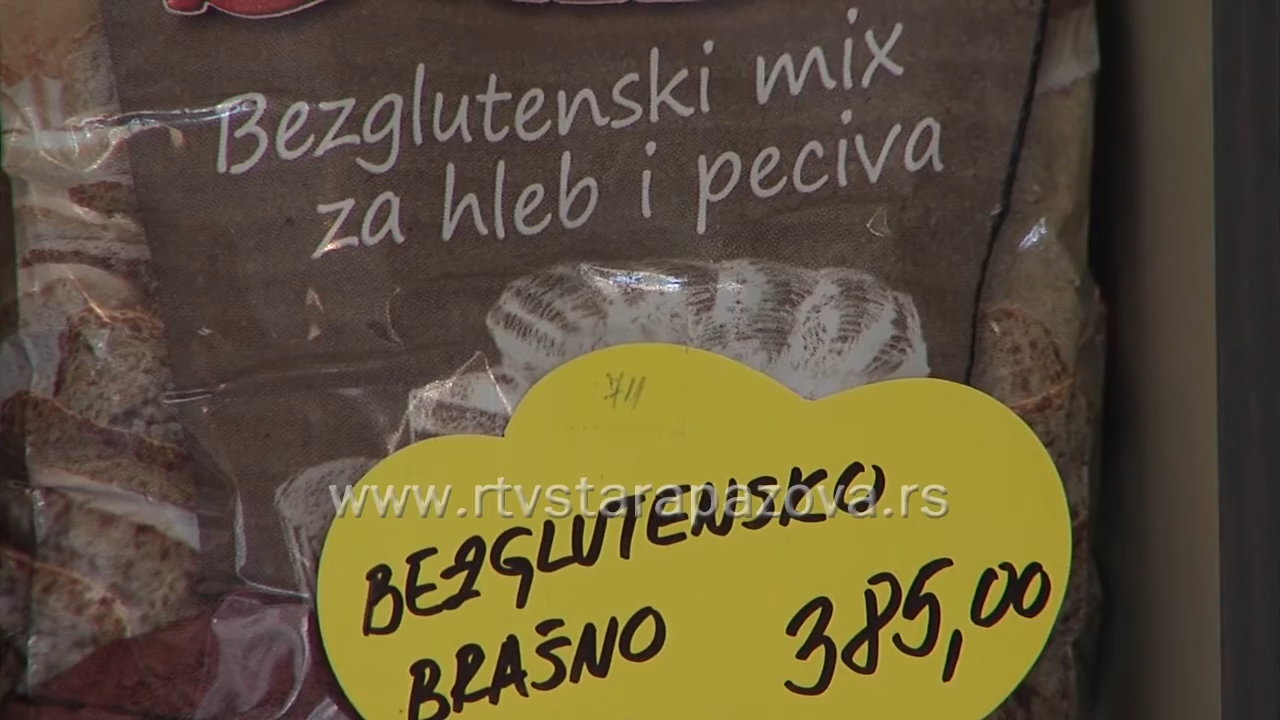 Bezglutenski mix
za hleb i peciva
711
www.rtvstarapazova.rs
BEZGLUTENSKO
BRAŠNO 385,00